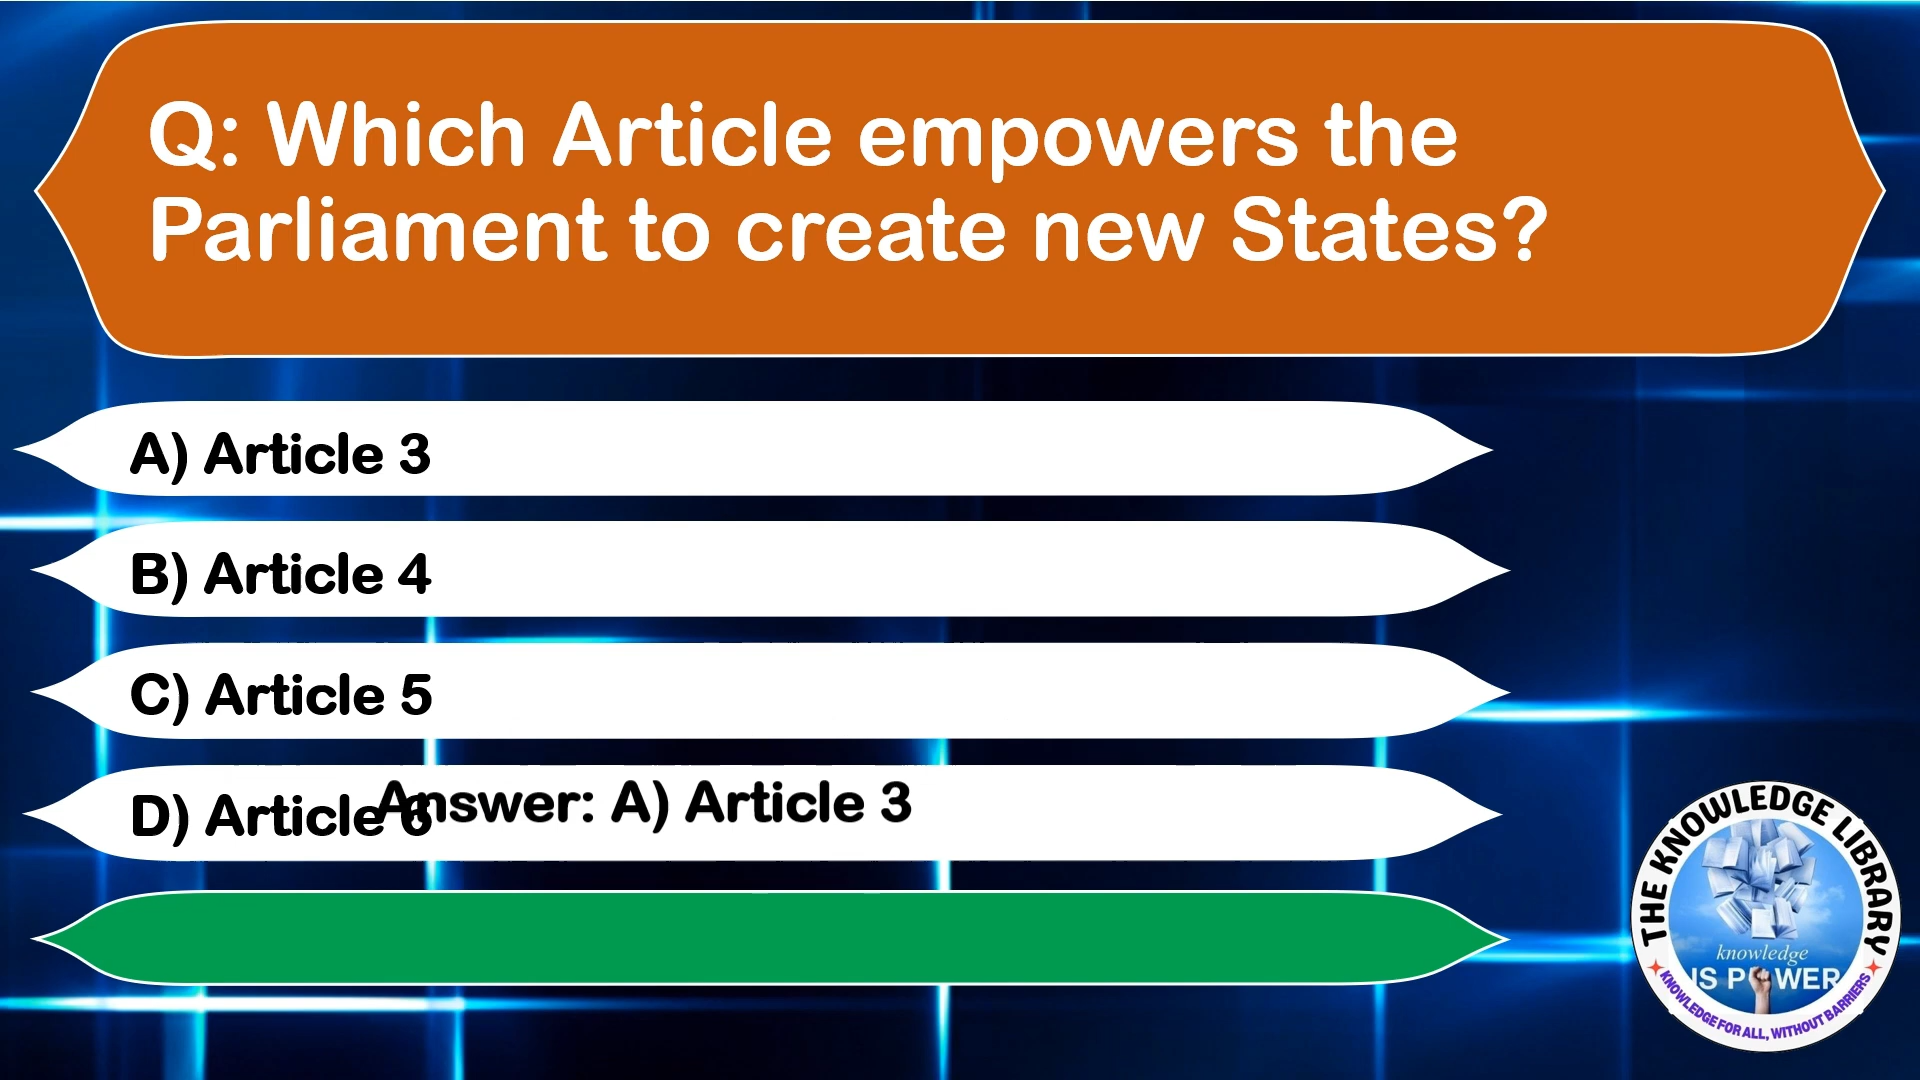 Q: Which Article empowers the
Parliament to create new States?
A) Article 3
B) Article 4
C) Article 5
D) Article 6
Answer: A) Article 3
THE KNOWLEDGE LIBRARY
knowledge
IS POWER
KNOWLEDGE FOR ALL, WITHOUT BARRIERS